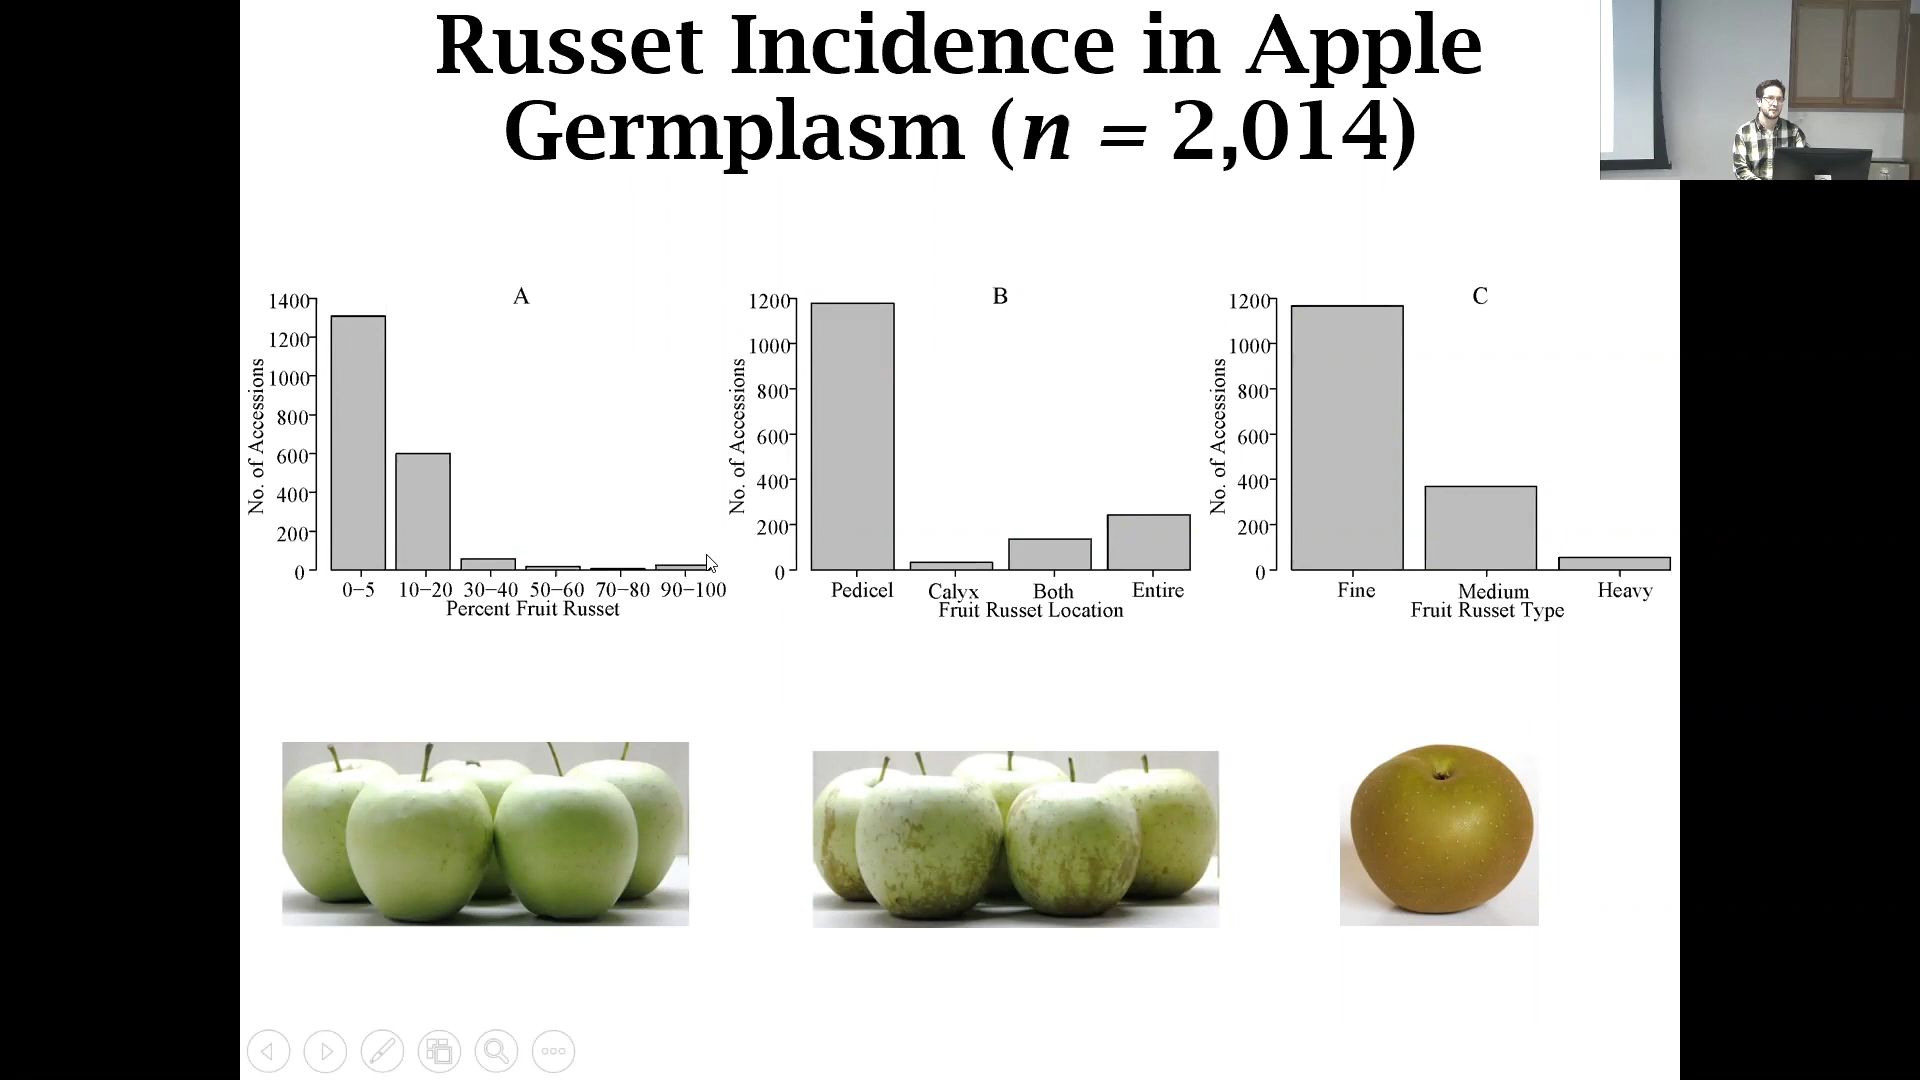 Russet Incidence in Apple
Germplasm (n = 2,014)
A
No. of Accessions
1400
1200
1000
800
600
400
200
0
0−5 10−20 30−40 50−60 70−80 90−100
Percent Fruit Russet
B
No. of Accessions
1200
1000
800
600
400
200
0
Pedicel Calyx Both Entire
Fruit Russet Location
C
No. of Accessions
1200
1000
800
600
400
200
0
Fine Medium Heavy
Fruit Russet Type